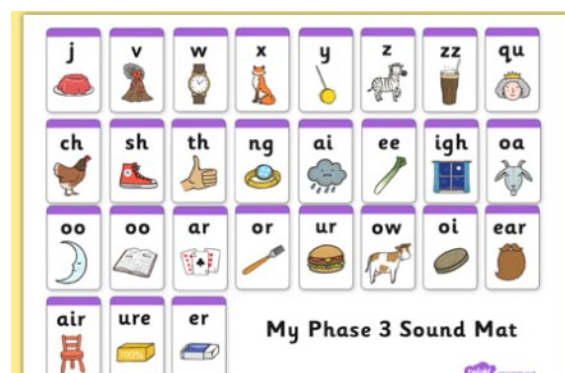 j v w x y z zz qu
ch sh th ng ai ee igh oa
oo oo ar or ur ow oi ear
air ure er
100%
My Phase 3 Sound Mat